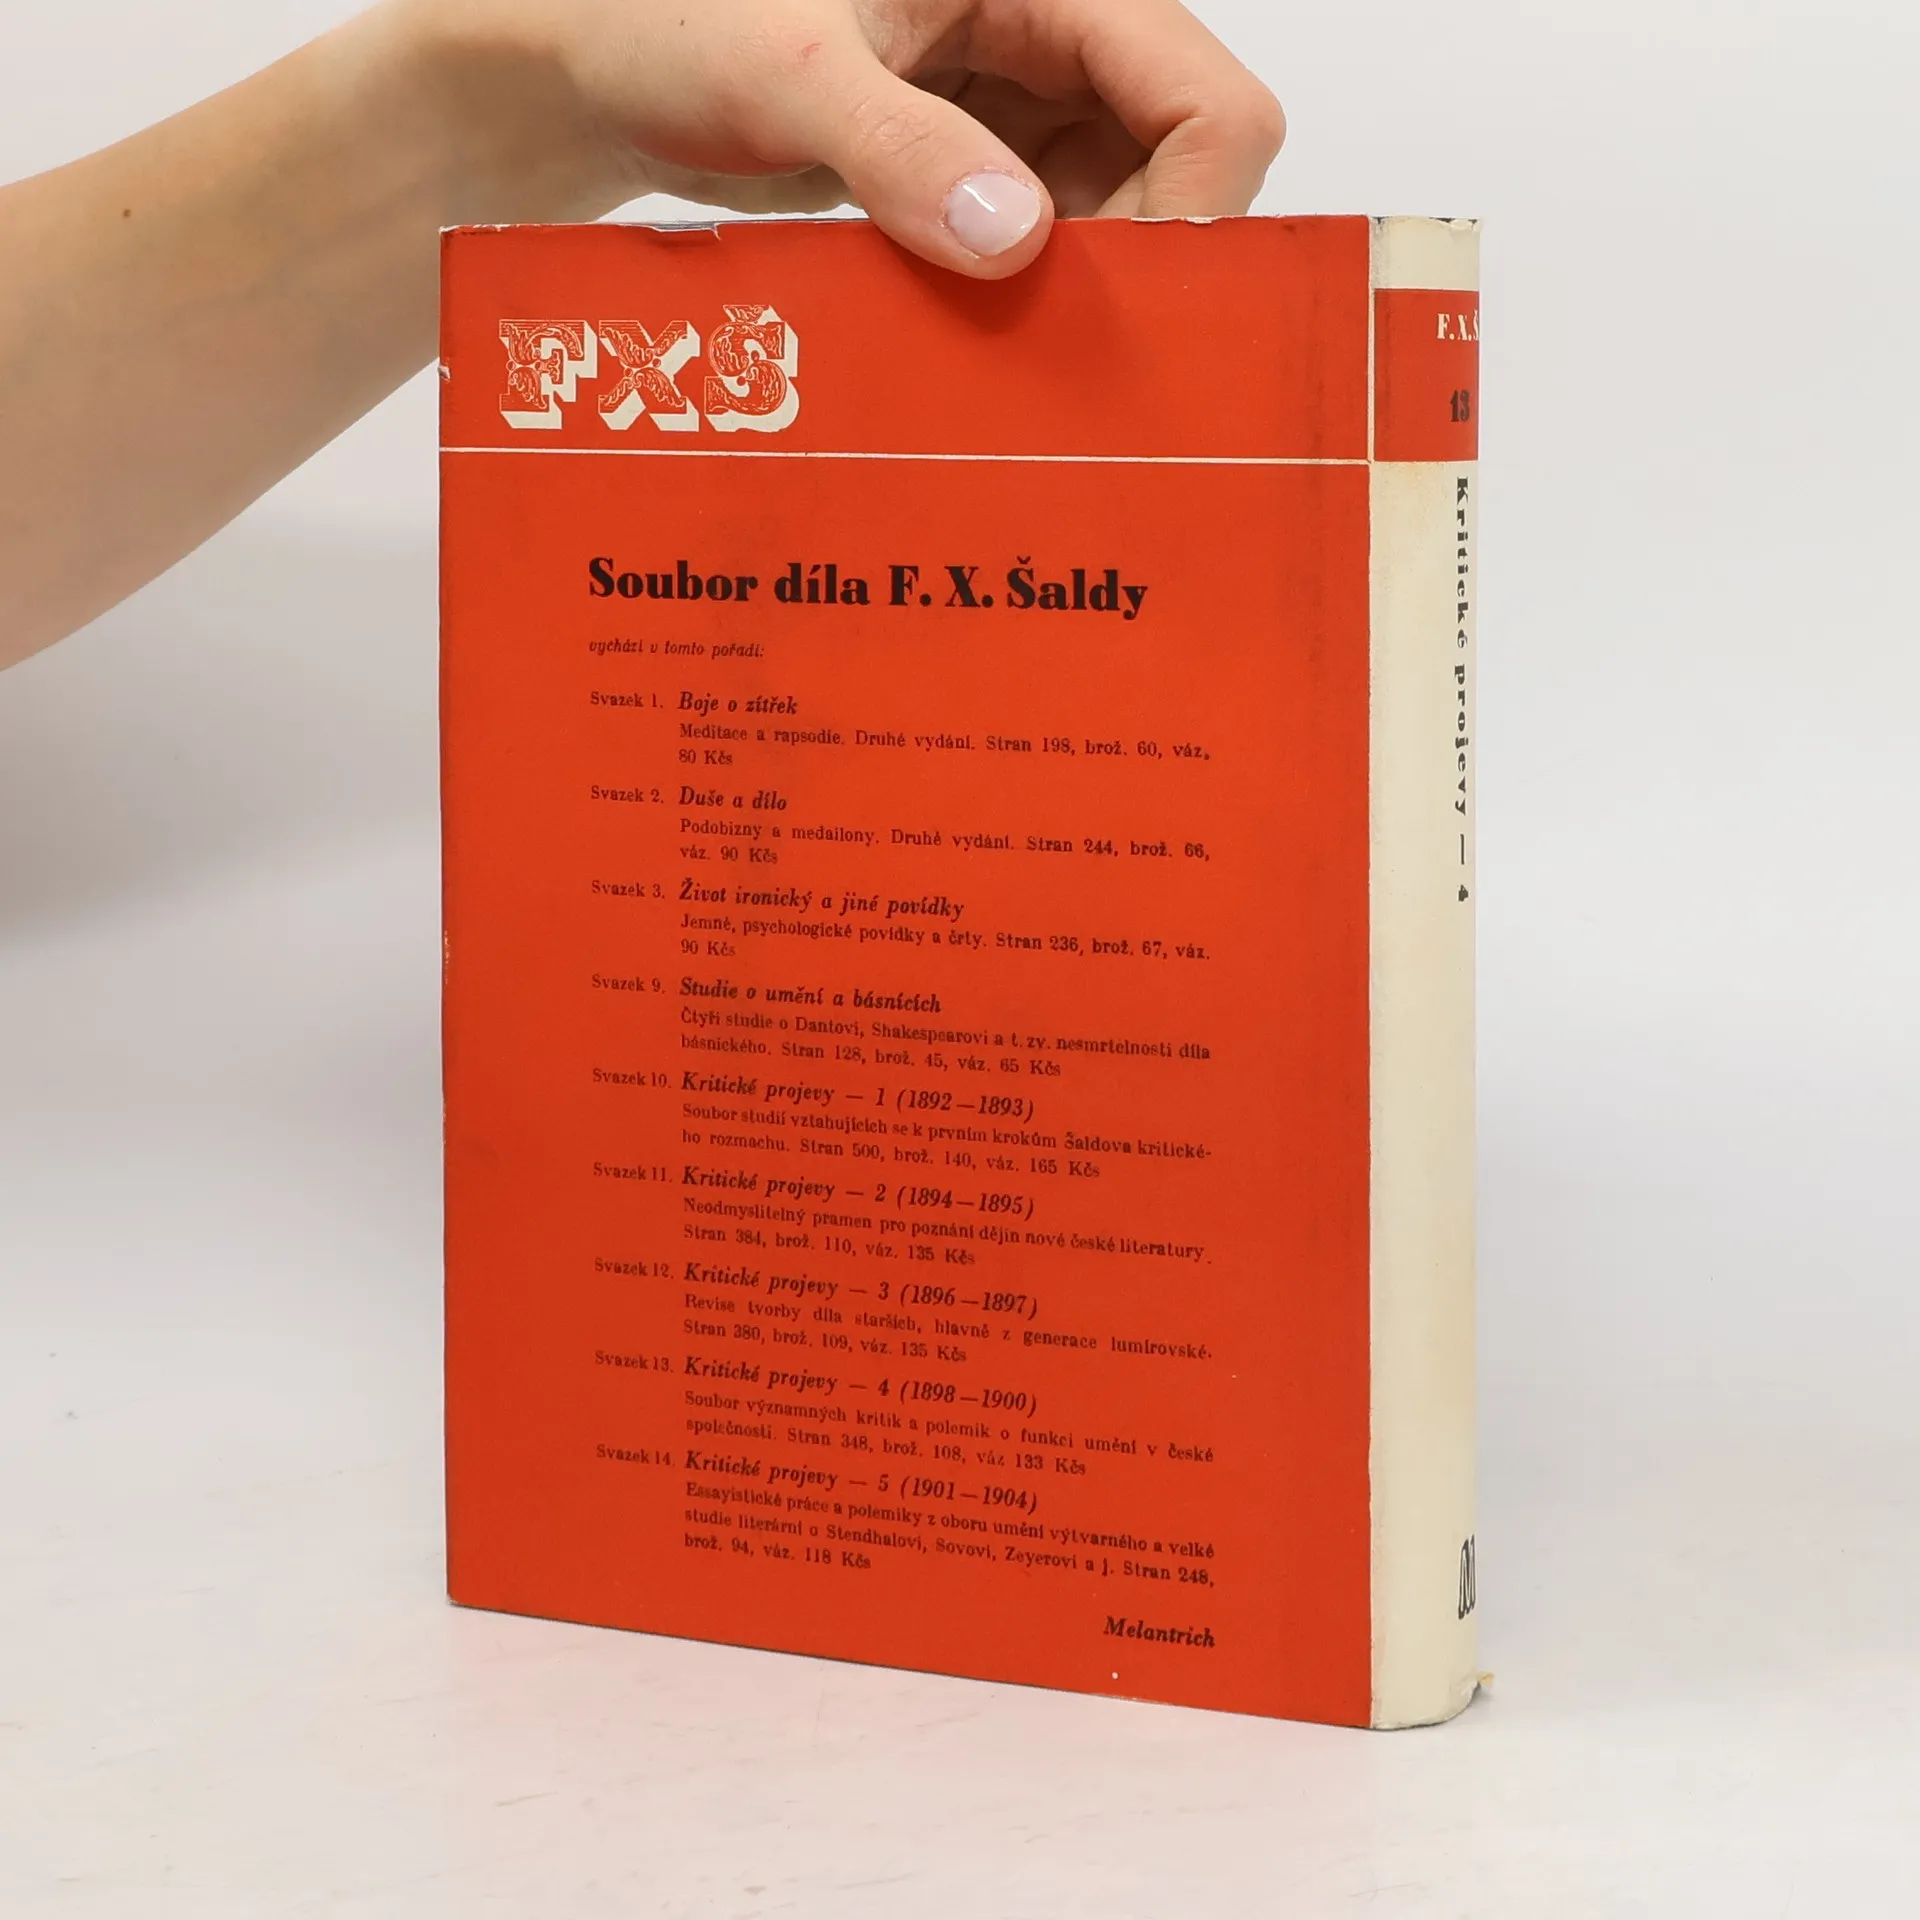 FXŠ
Soubor díla F. X. Šaldy
vychází v tomto pořadí:
Svazek 1. Boje o zítřek
Meditace a rapsodie. Druhé vydání. Stran 198, brož. 60, váz.
80 Kčs
Svazek 2. Duše a dílo
Podobizny a medailony. Druhé vydání. Stran 244, brož. 66,
váz. 90 Kčs
Svazek 3. Život ironický a jiné povídky
Jemné, psychologické povídky a črty. Stran 236, brož. 67, váz.
90 Kčs
Svazek 9. Studie o umění a básnících
Čtyři studie o Dantovi, Shakespearovi a t. zv. nesmrtelnosti díla
básnického. Stran 128, brož. 45, váz. 65 Kčs
Svazek 10. Kritické projevy — 1 (1892—1893)
Soubor studií vztahujících se k prvním krokům Šaldova kritické-
ho rozmachu. Stran 500, brož. 140, váz. 165 Kčs
Svazek 11. Kritické projevy — 2 (1894—1895)
Neodmyslitelný pramen pro poznání dějin nové české literatury.
Stran 384, brož. 110, váz. 135 Kčs
Svazek 12. Kritické projevy — 3 (1896—1897)
Revise tvorby díla starších, hlavně z generace lumírovské.
Stran 380, brož. 109, váz. 135 Kčs
Svazek 13. Kritické projevy — 4 (1898—1900)
Soubor významných kritik a polemik o funkci umění v české
společnosti. Stran 348, brož. 108, váz 133 Kčs
Svazek 14. Kritické projevy — 5 (1901—1904)
Essayistické práce a polemiky z oboru umění výtvarného a velké
studie literární o Stendhalovi, Sovovi, Zeyerovi a j. Stran 248,
brož. 94, váz. 118 Kčs
Melantrich
F. X. Š
13
Kritické projevy — 4